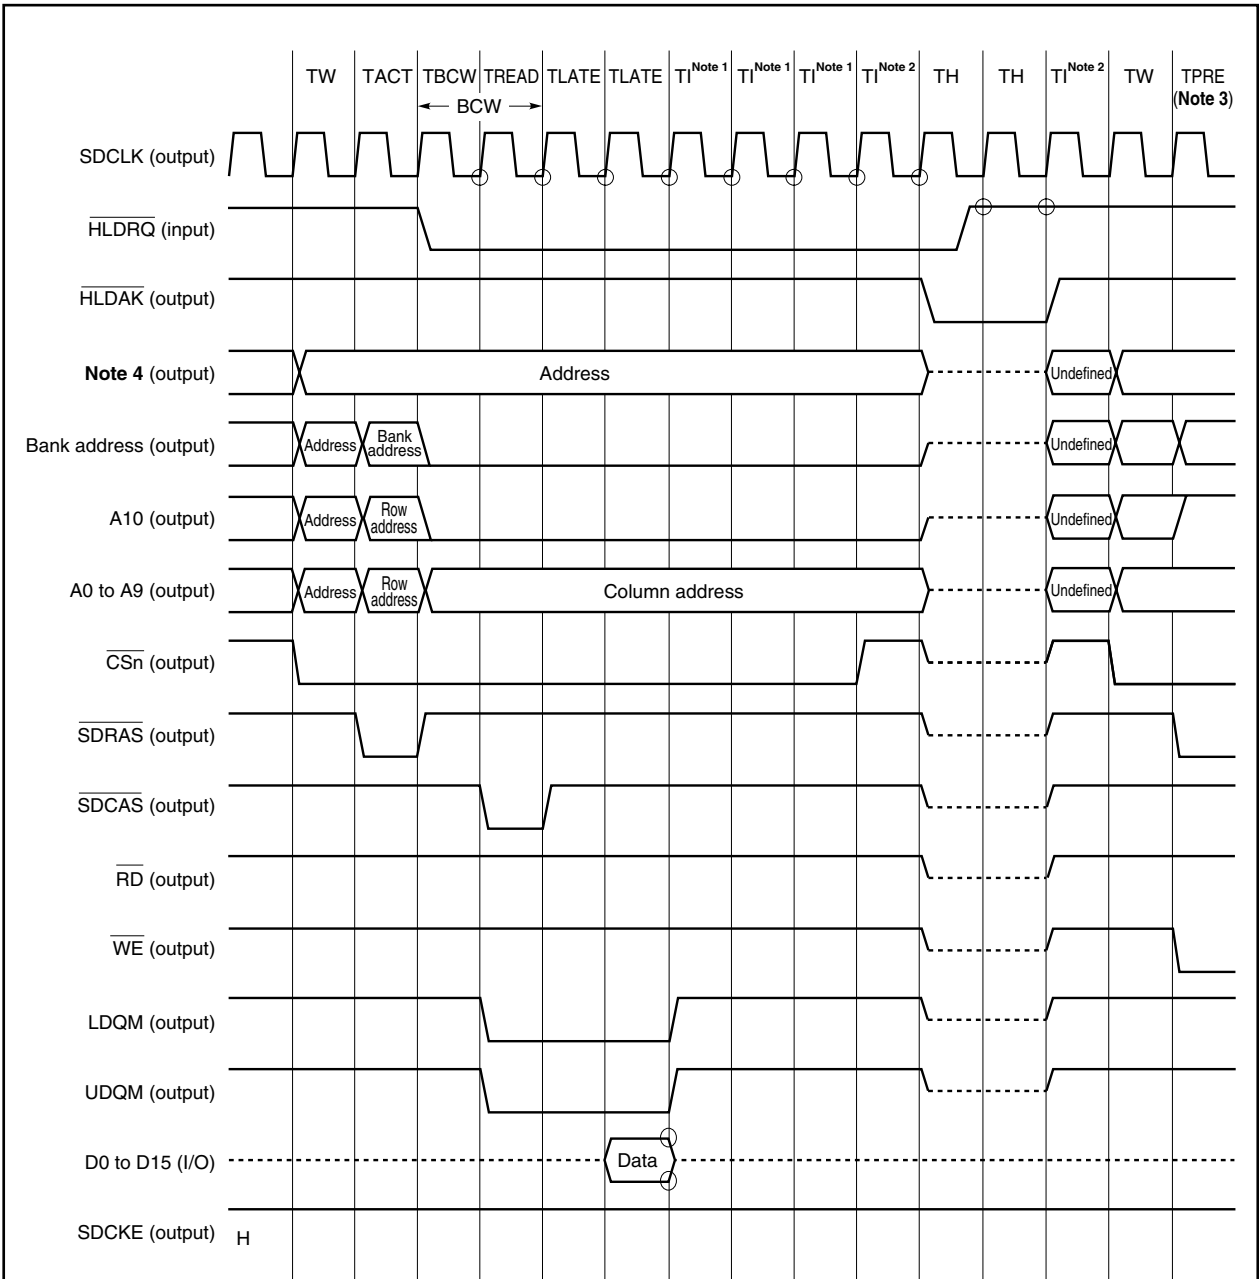 TW TACT TBCW TREAD TLATE TLATE TI Note 1 TI Note 1 TI Note 1 TI Note 2 TH TH TI Note 2 TW TPRE
(Note 3)
BCW
SDCLK (output)
HLDRQ (input)
HLDAK (output)
Note 4 (output) Address Undefined
Bank address (output) Address Bank address Undefined
A10 (output) Address Row address Undefined
A0 to A9 (output) Address Row address Column address Undefined
CSn (output)
SDRAS (output)
SDCAS (output)
RD (output)
WE (output)
LDQM (output)
UDQM (output)
D0 to D15 (I/O) Data
SDCKE (output) H